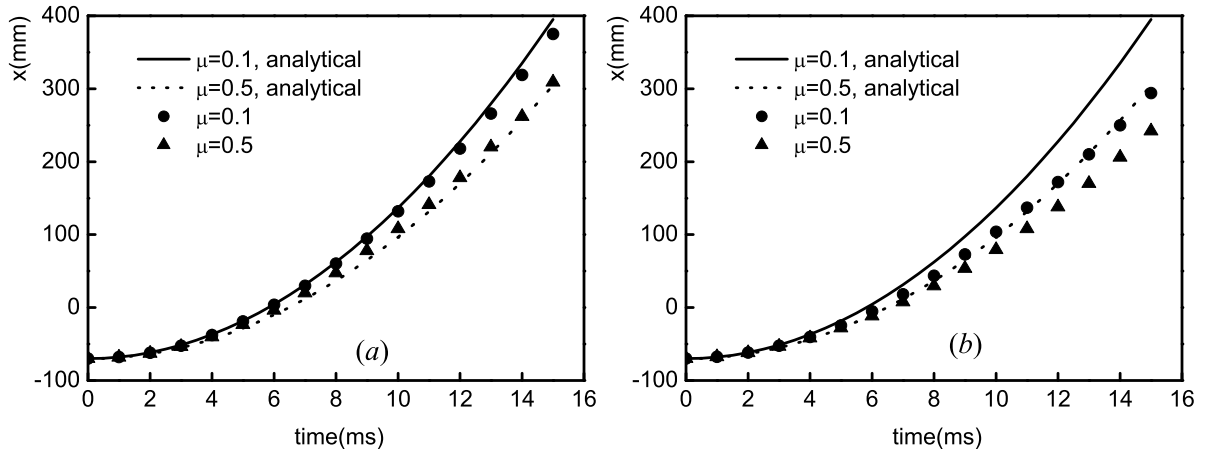 400
300
200
100
0
-100
x(mm)
μ=0.1, analytical
μ=0.5, analytical
μ=0.1
μ=0.5
(a)
0 2 4 6 8 10 12 14 16
time(ms)
400
300
200
100
0
-100
x(mm)
μ=0.1, analytical
μ=0.5, analytical
μ=0.1
μ=0.5
(b)
0 2 4 6 8 10 12 14 16
time(ms)